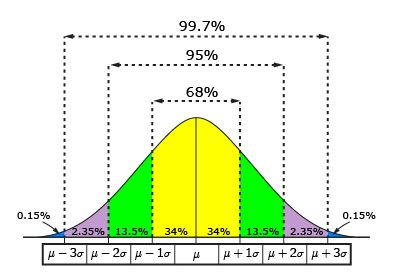 99.7%
95%
68%
0.15% 0.15%
2.35% 13.5% 34% 34% 13.5% 2.35%
μ − 3σ μ − 2σ μ − 1σ μ μ + 1σ μ + 2σ μ + 3σ